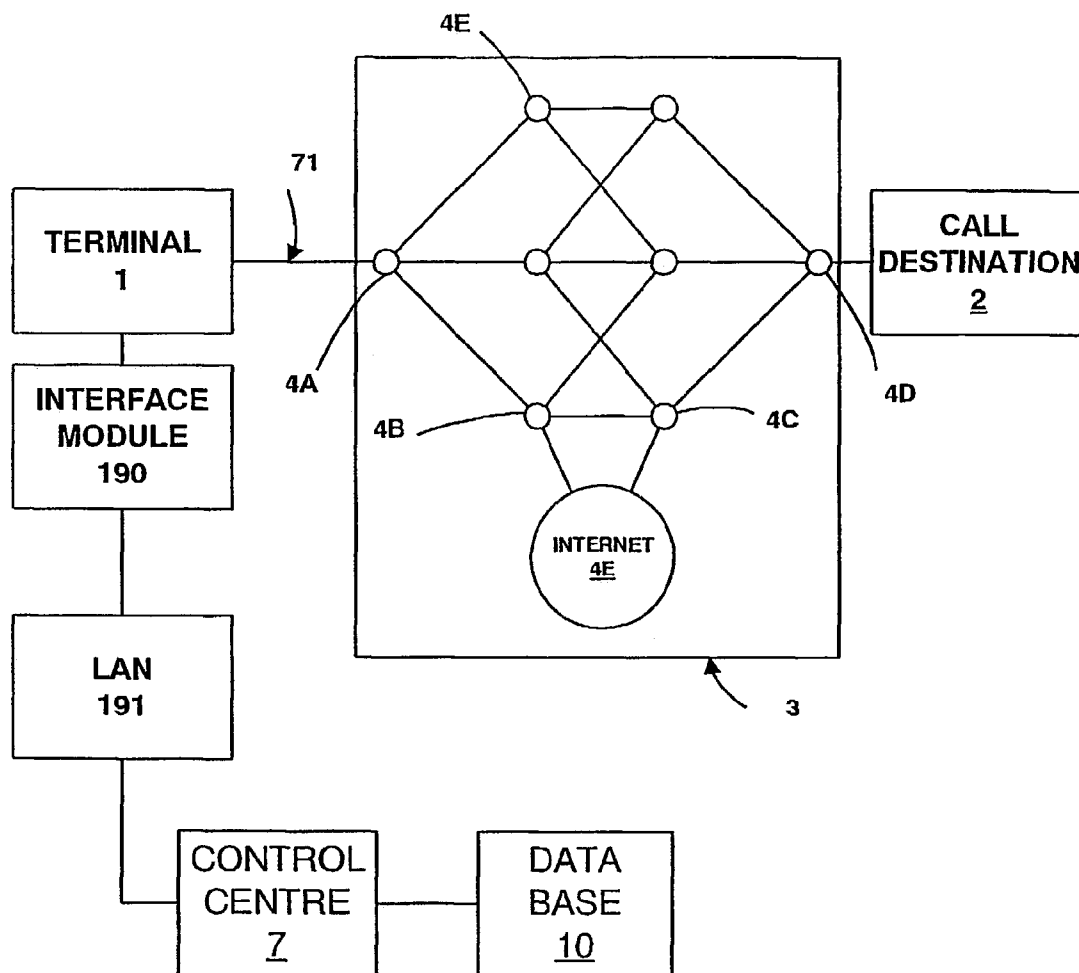 4E
71
TERMINAL
1
CALL
DESTINATION
2
4A
4D
INTERFACE
MODULE
190
4B
4C
INTERNET
4E
LAN
191
3
CONTROL
CENTRE
7
DATA
BASE
10